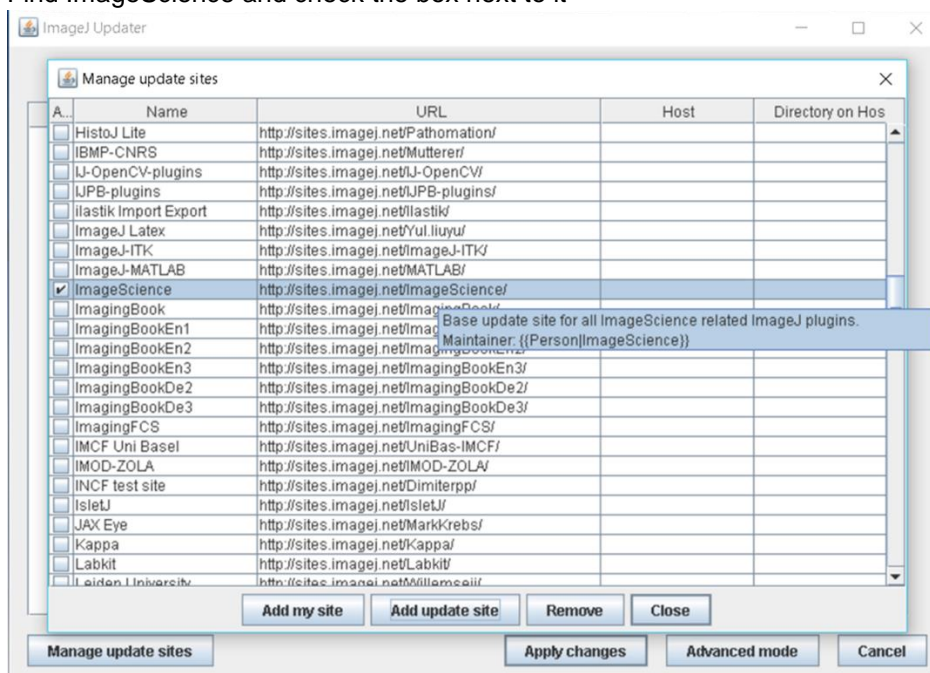 Find ImageScience and check the box next to it
ImageJ Updater
Manage update sites
A... Name URL Host Directory on Hos
HistoJ Lite http://sites.imagej.net/Pathomation/
IBMP-CNRS http://sites.imagej.net/Mutterer/
IJ-OpenCV-plugins http://sites.imagej.net/IJ-OpenCV/
IJPB-plugins http://sites.imagej.net/IJPB-plugins/
ilastik Import Export http://sites.imagej.net/Ilastik/
ImageJ Latex http://sites.imagej.net/Yul.liuyu/
ImageJ-ITK http://sites.imagej.net/ImageJ-ITK/
ImageJ-MATLAB http://sites.imagej.net/MATLAB/
ImageScience http://sites.imagej.net/ImageScience/
ImagingBook
Base update site for all ImageScience related ImageJ plugins.
ImagingBookEn1
Maintainer: {{Person|ImageScience}}
ImagingBookEn2
ImagingBookEn3 http://sites.imagej.net/ImagingBookEn3/
ImagingBookDe2 http://sites.imagej.net/ImagingBookDe2/
ImagingBookDe3 http://sites.imagej.net/ImagingBookDe3/
ImagingFCS http://sites.imagej.net/ImagingFCS/
IMCF Uni Basel http://sites.imagej.net/UniBas-IMCF/
IMOD-ZOLA http://sites.imagej.net/IMOD-ZOLA/
INCF test site http://sites.imagej.net/Dimiterpp/
IsletJ http://sites.imagej.net/IsletJ/
JAX Eye http://sites.imagej.net/MarkKrebs/
Kappa http://sites.imagej.net/Kappa/
Labkit http://sites.imagej.net/Labkit/
Leiden University
Add my site Add update site Remove Close
Manage update sites Apply changes Advanced mode Cancel